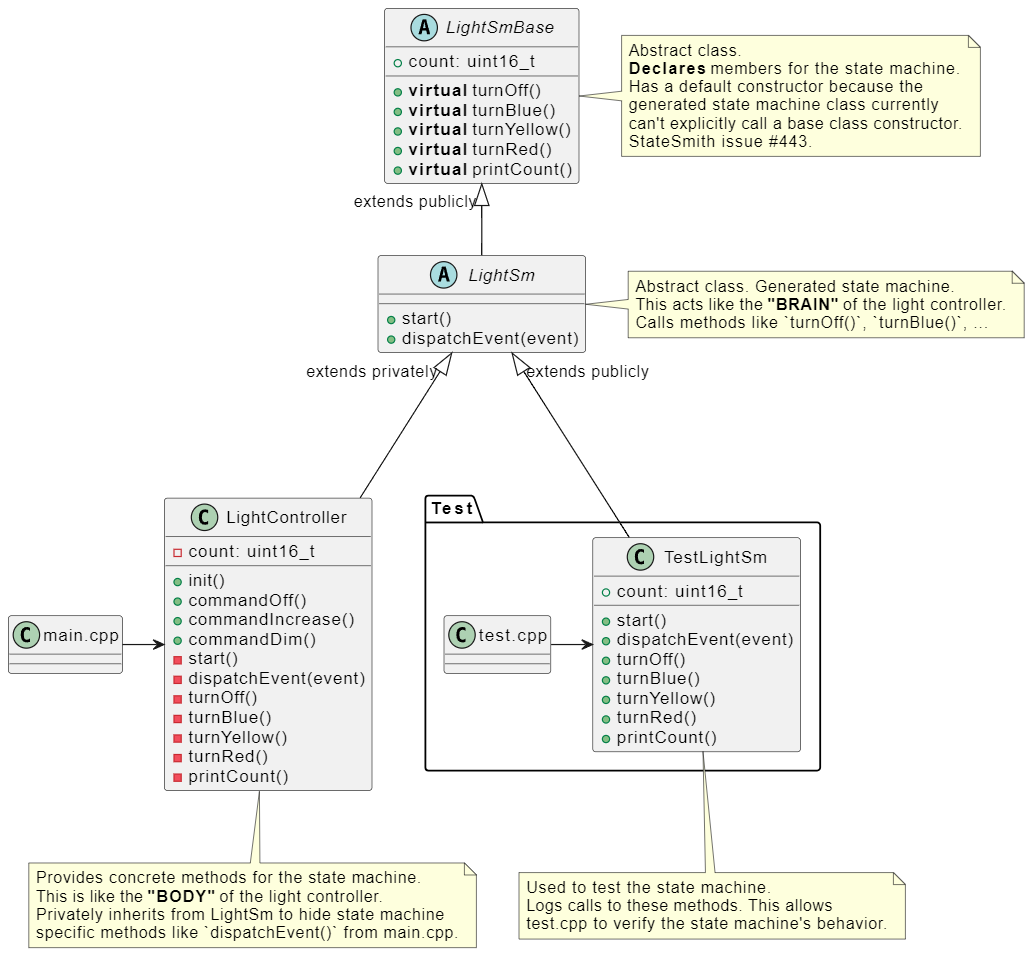 A LightSmBase
count: uint16_t
virtual turnOff()
virtual turnBlue()
virtual turnYellow()
virtual turnRed()
virtual printCount()
Abstract class.
Declares members for the state machine.
Has a default constructor because the
generated state machine class currently
can't explicitly call a base class constructor.
StateSmith issue #443.
extends publicly
A LightSm
start()
dispatchEvent(event)
Abstract class. Generated state machine.
This acts like the "BRAIN" of the light controller.
Calls methods like `turnOff()`, `turnBlue()`, ...
extends privately
extends publicly
C LightController
count: uint16_t
init()
commandOff()
commandIncrease()
commandDim()
start()
dispatchEvent(event)
turnOff()
turnBlue()
turnYellow()
turnRed()
printCount()
C main.cpp
Test
C TestLightSm
count: uint16_t
start()
dispatchEvent(event)
turnOff()
turnBlue()
turnYellow()
turnRed()
printCount()
C test.cpp
Provides concrete methods for the state machine.
This is like the "BODY" of the light controller.
Privately inherits from LightSm to hide state machine
specific methods like `dispatchEvent()` from main.cpp.
Used to test the state machine.
Logs calls to these methods. This allows
test.cpp to verify the state machine's behavior.